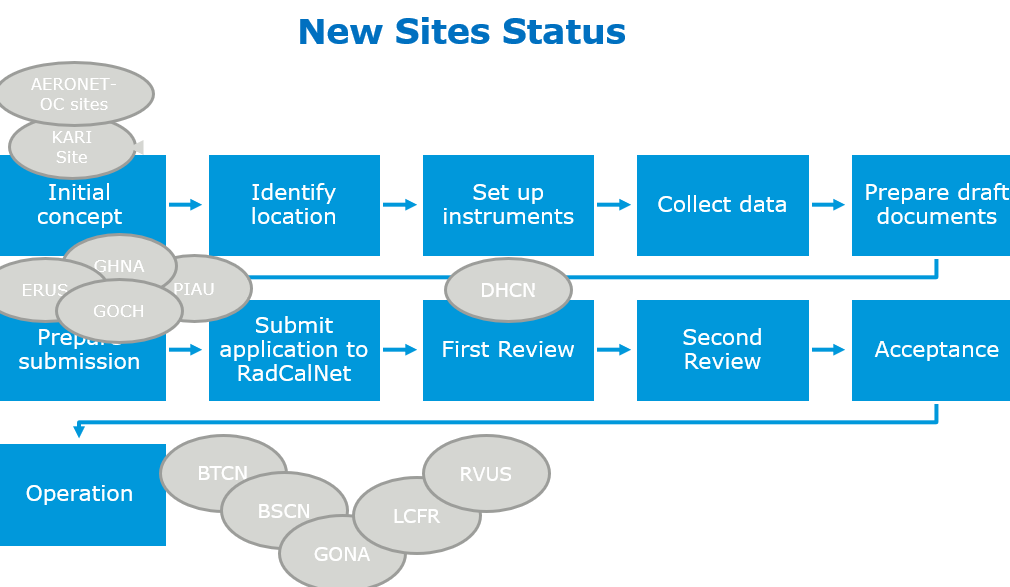 New Sites Status
AERONET-
OC sites
KARI
Site
Initial
concept
Identify
location
Set up
instruments
Collect data
Prepare draft
documents
GHNA
ERUS
PIAU
GOCH
DHCN
Prepare
submission
Submit
application to
RadCalNet
First Review
Second
Review
Acceptance
Operation
BTCN
BSCN
GONA
LCFR
RVUS